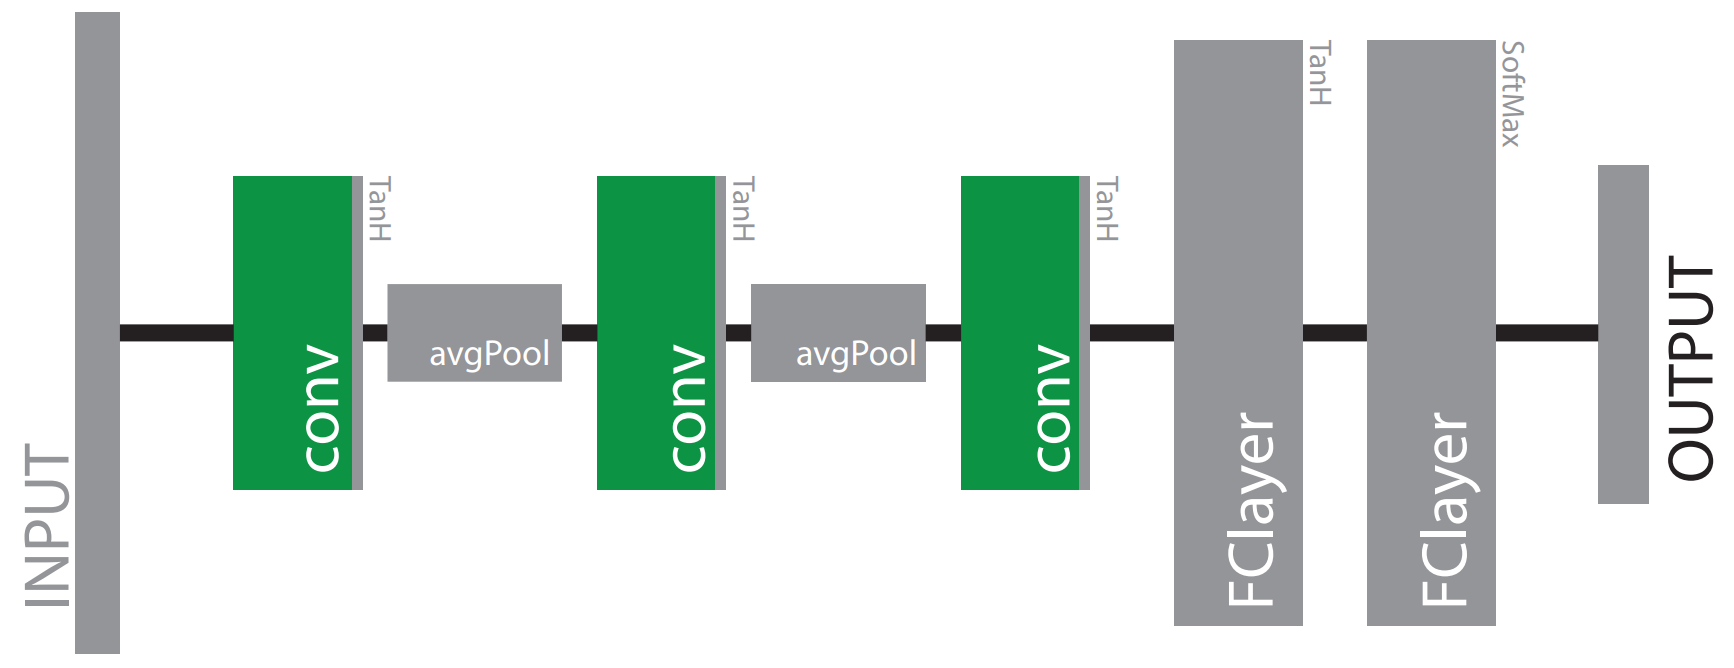 INPUT
conv
TanH
avgPool
conv
TanH
avgPool
conv
TanH
FClayer
TanH
FClayer
SoftMax
OUTPUT